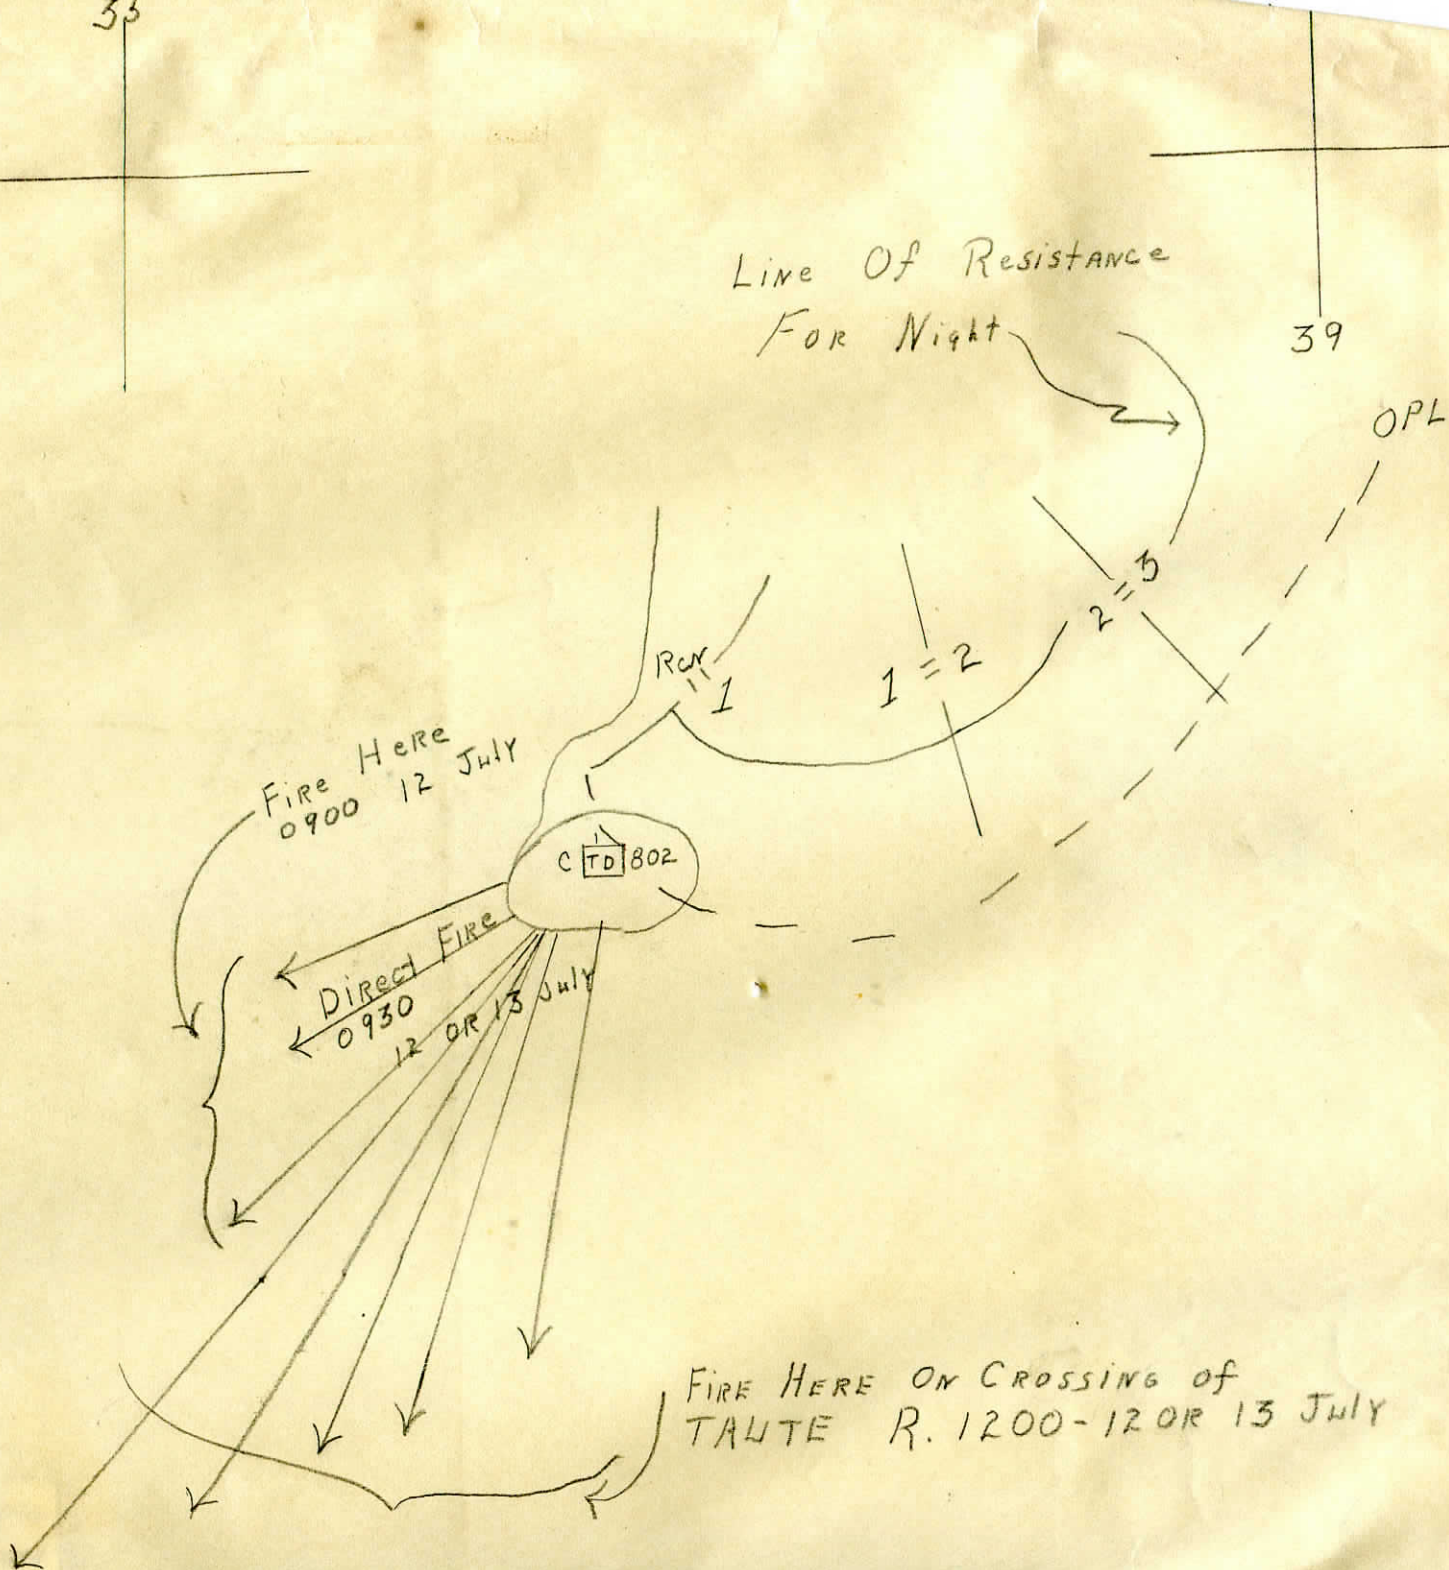 33
Line Of Resistance
For Night
39
OPL
2 = 3
Rcn
1
1 = 2
Fire Here
0900 12 July
C TD 802
Direct Fire
0930
12 OR 13 July
FIRE HERE ON CROSSING of
TAUTE R. 1200-12 OR 13 July